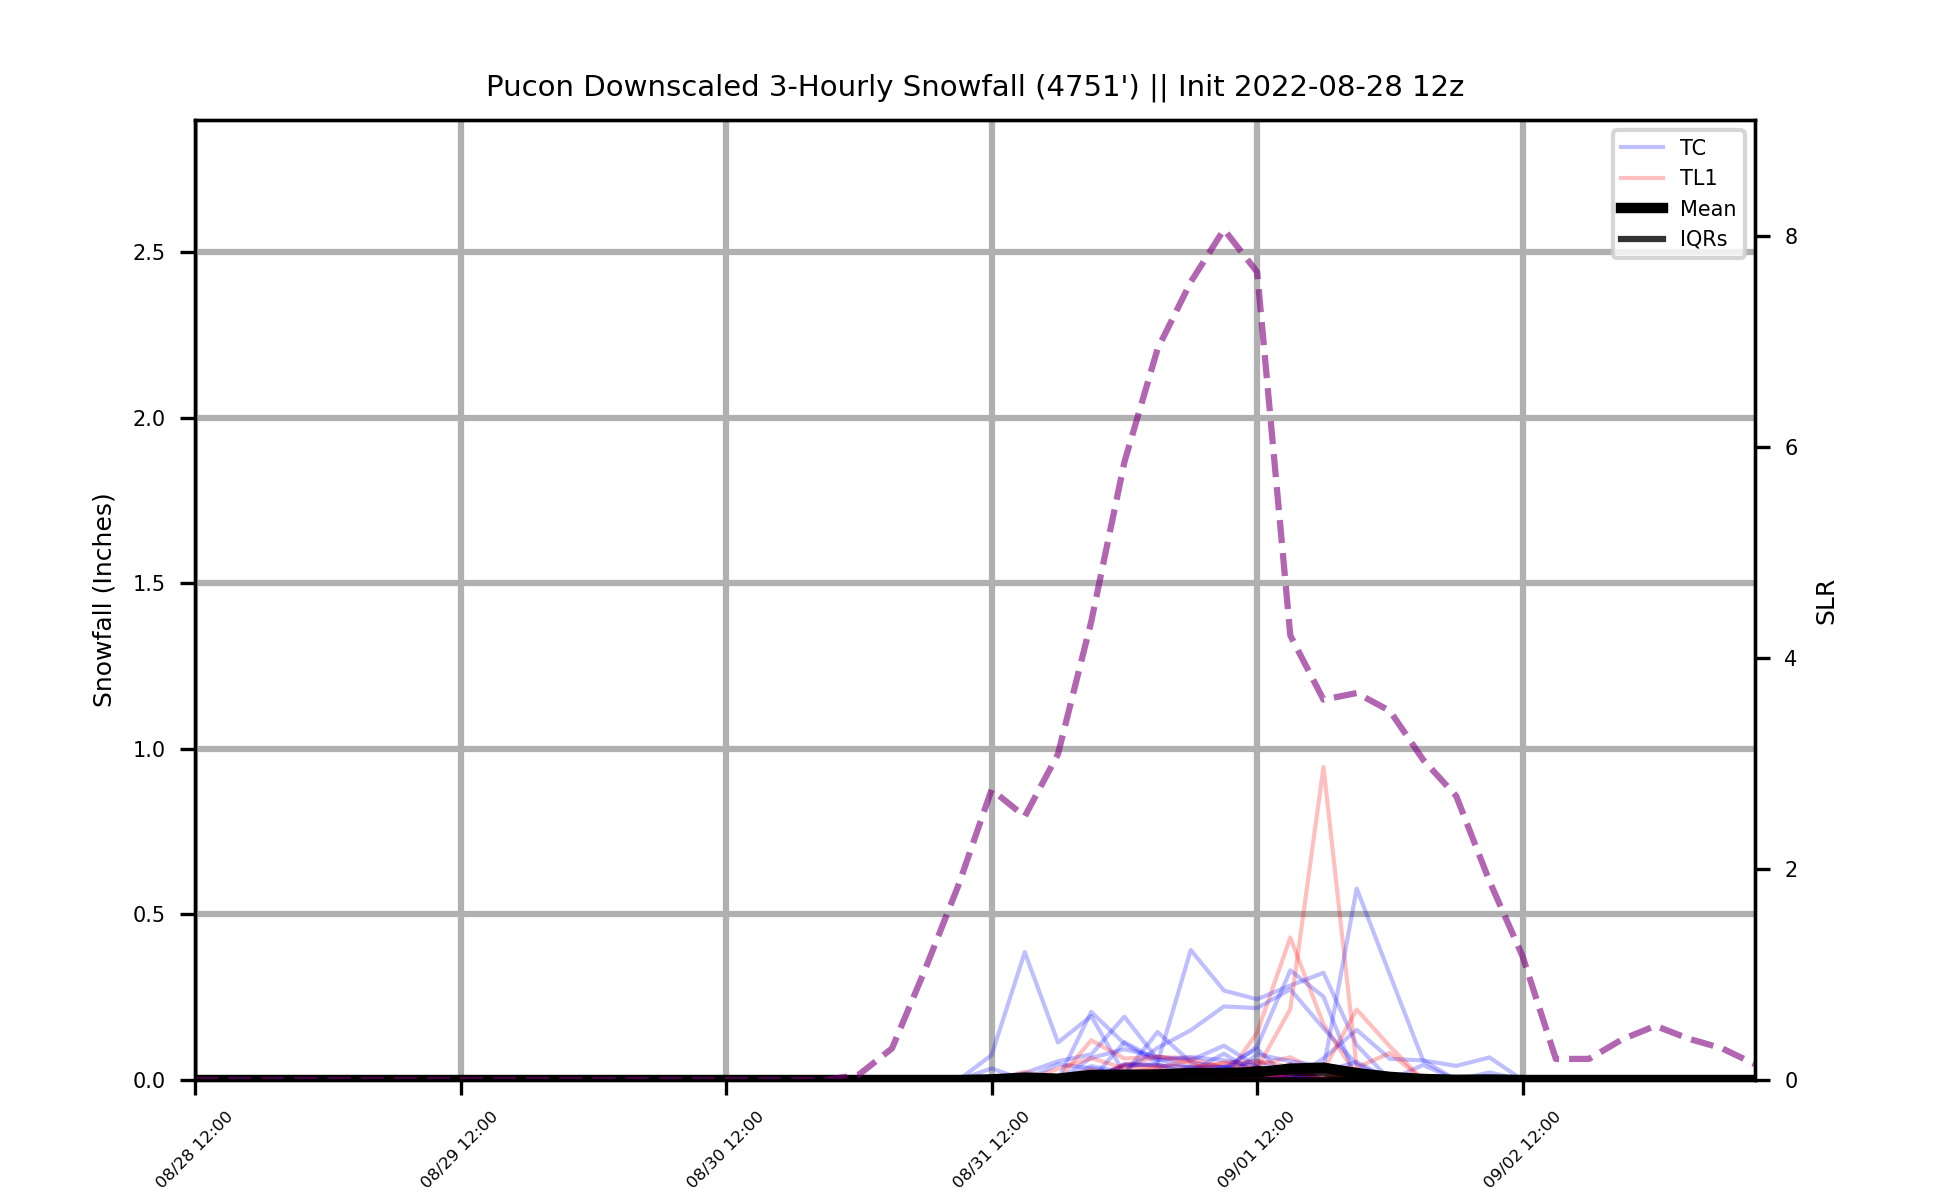 Pucon Downscaled 3-Hourly Snowfall (4751') || Init 2022-08-28 12z
TC
TL1
Mean
IQRs
Snowfall (Inches)
2.5
2.0
1.5
1.0
0.5
0.0
SLR
8
6
4
2
0
08/28 12:00
08/29 12:00
08/30 12:00
08/31 12:00
09/01 12:00
09/02 12:00